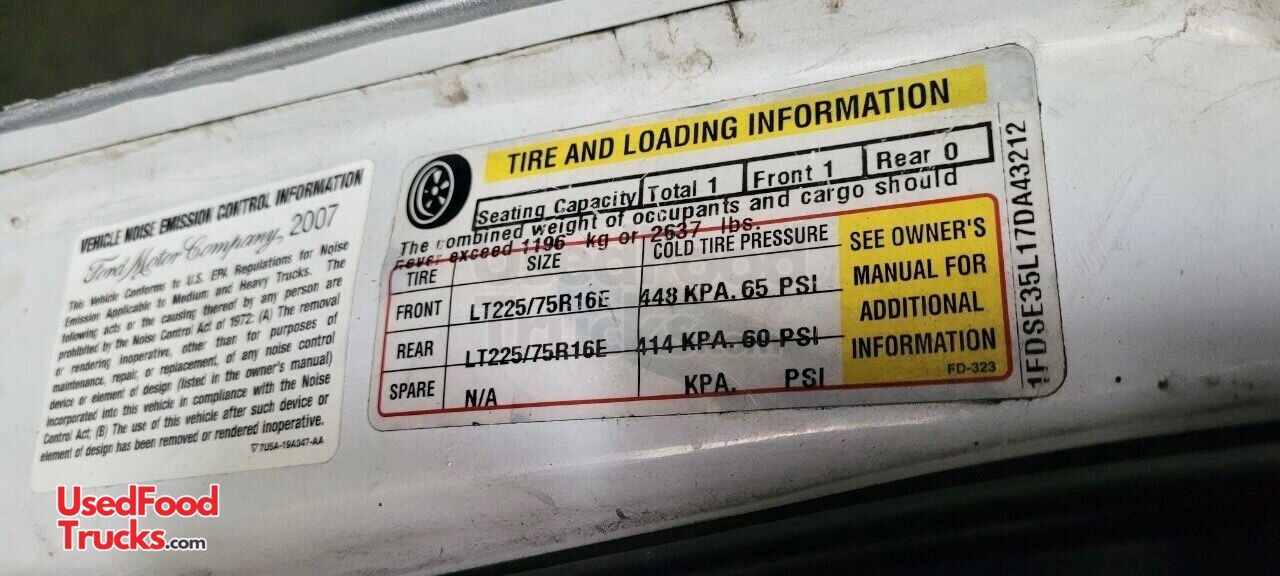 VEHICLE NOISE EMISSION CONTROL INFORMATION
Ford Motor Company 2007
This Vehicle Conforms to U.S. EPA Regulations for Noise
Emission Applicable to Medium and Heavy Trucks. The
following acts or the causing thereof by any person are
prohibited by the Noise Control Act of 1972: (A) The removal
or rendering inoperative, other than for purposes of
maintenance, repair, or replacement, of any noise control
device or element of design (listed in the owner's manual)
incorporated into this vehicle in compliance with the Noise
Control Act; (B) The use of this vehicle after such device or
element of design has been removed or rendered inoperative.
7U5A-19A347-AA
TIRE AND LOADING INFORMATION
Seating Capacity Total 1 Front 1 Rear 0
The combined weight of occupants and cargo should
never exceed 1196 kg or 2637 lbs.
TIRE SIZE COLD TIRE PRESSURE
FRONT LT225/75R16E 448 KPA. 65 PSI
REAR LT225/75R16E 414 KPA. 60 PSI
SPARE N/A KPA. PSI
SEE OWNER'S
MANUAL FOR
ADDITIONAL
INFORMATION
FD-323
1FDSE35L17DA43212
UsedFood
Trucks.com